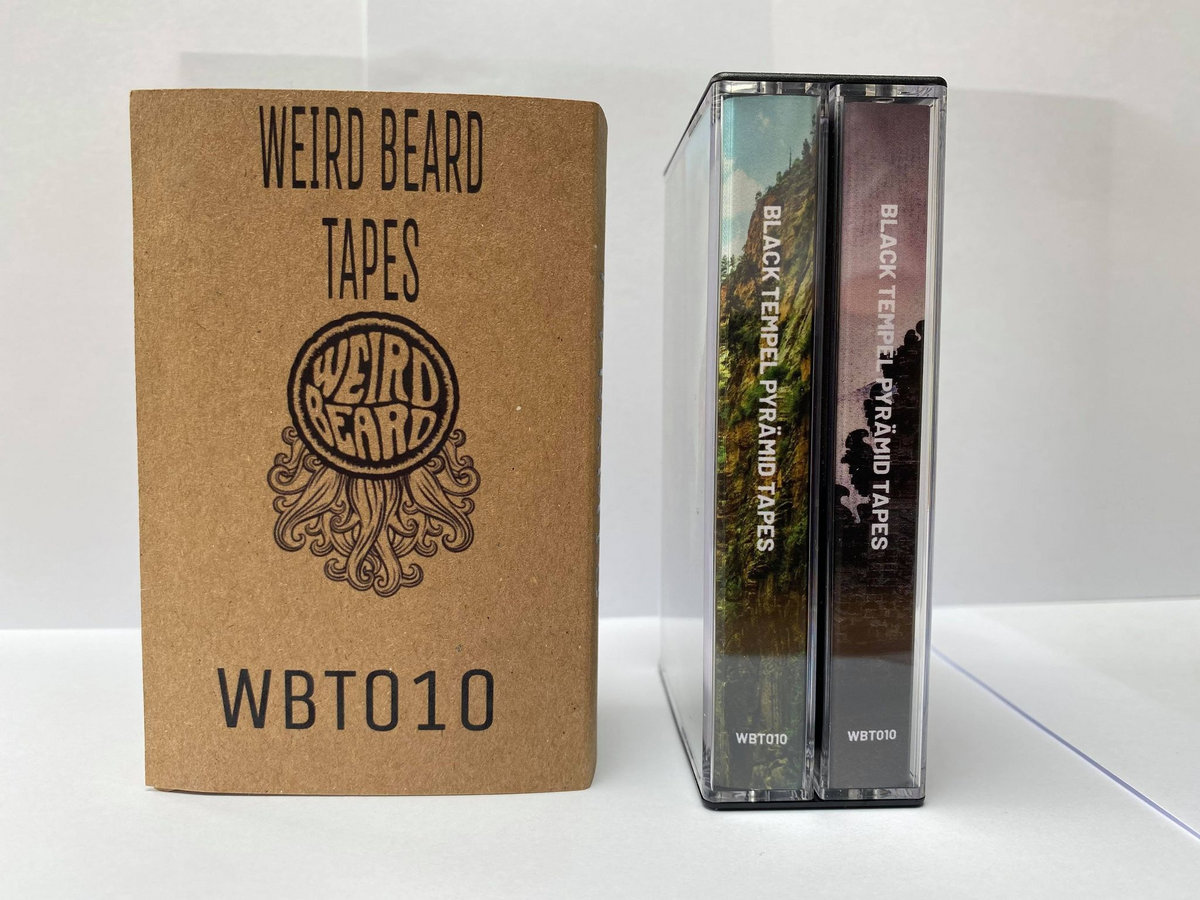 WEIRD BEARD
TAPES
WEIRD
BEARD
WBT010
BLACK TEMPEL PYRÄMID TAPES
WBT010
BLACK TEMPEL PYRÄMID TAPES
WBT010